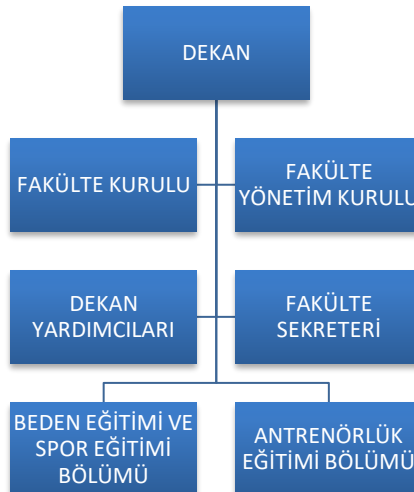 DEKAN
FAKÜLTE KURULU
FAKÜLTE
YÖNETİM KURULU
DEKAN
YARDIMCILARI
FAKÜLTE
SEKRETERİ
BEDEN EĞİTİMİ VE
SPOR EĞİTİMİ
BÖLÜMÜ
ANTRENÖRLÜK
EĞİTİMİ BÖLÜMÜ